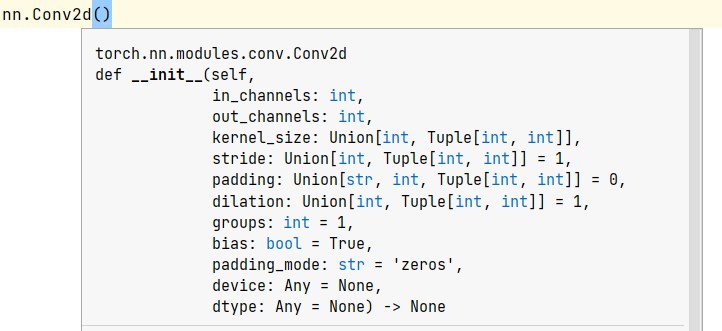 nn.Conv2d()
torch.nn.modules.conv.Conv2d
def __init__(self,
in_channels: int,
out_channels: int,
kernel_size: Union[int, Tuple[int, int]],
stride: Union[int, Tuple[int, int]] = 1,
padding: Union[str, int, Tuple[int, int]] = 0,
dilation: Union[int, Tuple[int, int]] = 1,
groups: int = 1,
bias: bool = True,
padding_mode: str = 'zeros',
device: Any = None,
dtype: Any = None) -> None